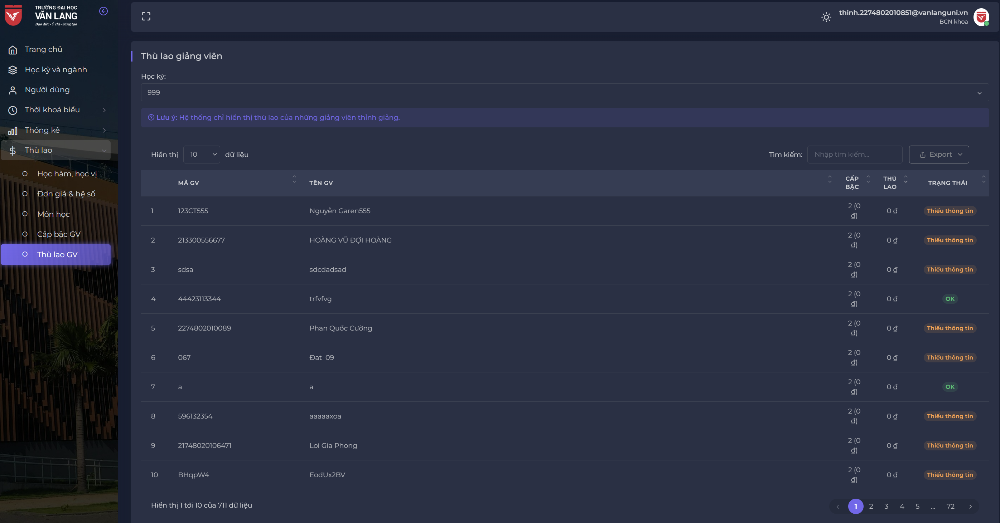 TRƯỜNG ĐẠI HỌC
VĂN LANG
Đạo đức - Ý chí - Sáng tạo
Trang chủ
Học kỳ và ngành
Người dùng
Thời khoá biểu
Thống kê
Thù lao
Học hàm, học vị
Đơn giá & hệ số
Môn học
Cấp bậc GV
Thù lao GV
thinh.2274802010851@vanlanguni.vn
BCN khoa
Thù lao giảng viên
Học kỳ:
999
Lưu ý: Hệ thống chỉ hiển thị thù lao của những giảng viên thỉnh giảng.
Hiển thị 10 dữ liệu
Tìm kiếm: Nhập tìm kiếm... Export
MÃ GV TÊN GV CẤP BẬC THÙ LAO TRẠNG THÁI
1 123CT555 Nguyễn Garen555 2 (0 ₫) 0 ₫ Thiếu thông tin
2 213300556677 HOÀNG VŨ ĐỢI HOÀNG 2 (0 ₫) 0 ₫ Thiếu thông tin
3 sdsa sdcdadsad 2 (0 ₫) 0 ₫ Thiếu thông tin
4 44423113344 trfvfvg 2 (0 ₫) 0 ₫ OK
5 2274802010089 Phan Quốc Cường 2 (0 ₫) 0 ₫ Thiếu thông tin
6 067 Đat_09 2 (0 ₫) 0 ₫ Thiếu thông tin
7 a a 2 (0 ₫) 0 ₫ OK
8 596132354 aaaaaxoa 2 (0 ₫) 0 ₫ Thiếu thông tin
9 21748020106471 Loi Gia Phong 2 (0 ₫) 0 ₫ Thiếu thông tin
10 BHqpW4 EodUx2BV 2 (0 ₫) 0 ₫ Thiếu thông tin
Hiển thị 1 tới 10 của 711 dữ liệu
1 2 3 4 5 ... 72